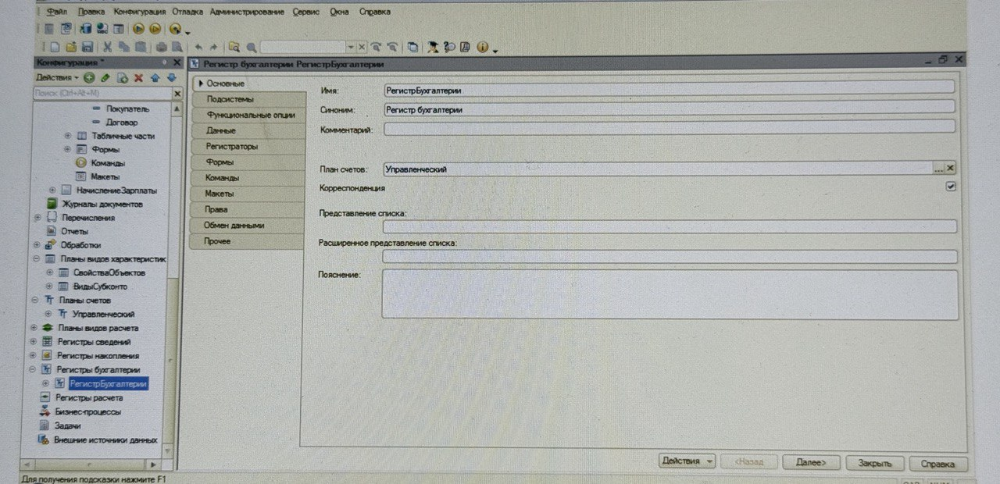 Файл Правка Конфигурация Отладка Администрирование Сервис Окна Справка
Конфигурация *
Действия
Поиск (Ctrl+Alt+M)
Покупатель
Договор
Табличные части
Формы
Команды
Макеты
НачислениеЗарплаты
Журналы документов
Перечисления
Отчеты
Обработки
Планы видов характеристик
СвойстваОбъектов
ВидыСубконто
Планы счетов
Управленческий
Планы видов расчета
Регистры сведений
Регистры накопления
Регистры бухгалтерии
РегистрБухгалтерии
Регистры расчета
Бизнес-процессы
Задачи
Внешние источники данных
Регистр бухгалтерии РегистрБухгалтерии
Основные
Подсистемы
Функциональные опции
Данные
Регистраторы
Формы
Команды
Макеты
Права
Обмен данными
Прочее
Имя: РегистрБухгалтерии
Синоним: Регистр бухгалтерии
Комментарий:
План счетов: Управленческий ...
Корреспонденция
Представление списка:
Расширенное представление списка:
Пояснение:
Действия <Назад Далее> Закрыть Справка
Для получения подсказки нажмите F1